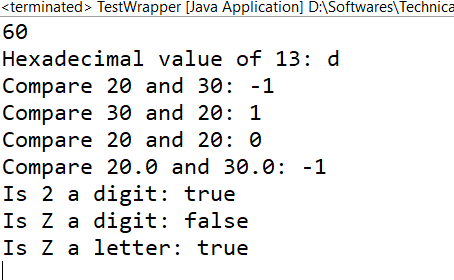 <terminated> TestWrapper [Java Application] D:\Softwares\Technica
60
Hexadecimal value of 13: d
Compare 20 and 30: -1
Compare 30 and 20: 1
Compare 20 and 20: 0
Compare 20.0 and 30.0: -1
Is 2 a digit: true
Is Z a digit: false
Is Z a letter: true